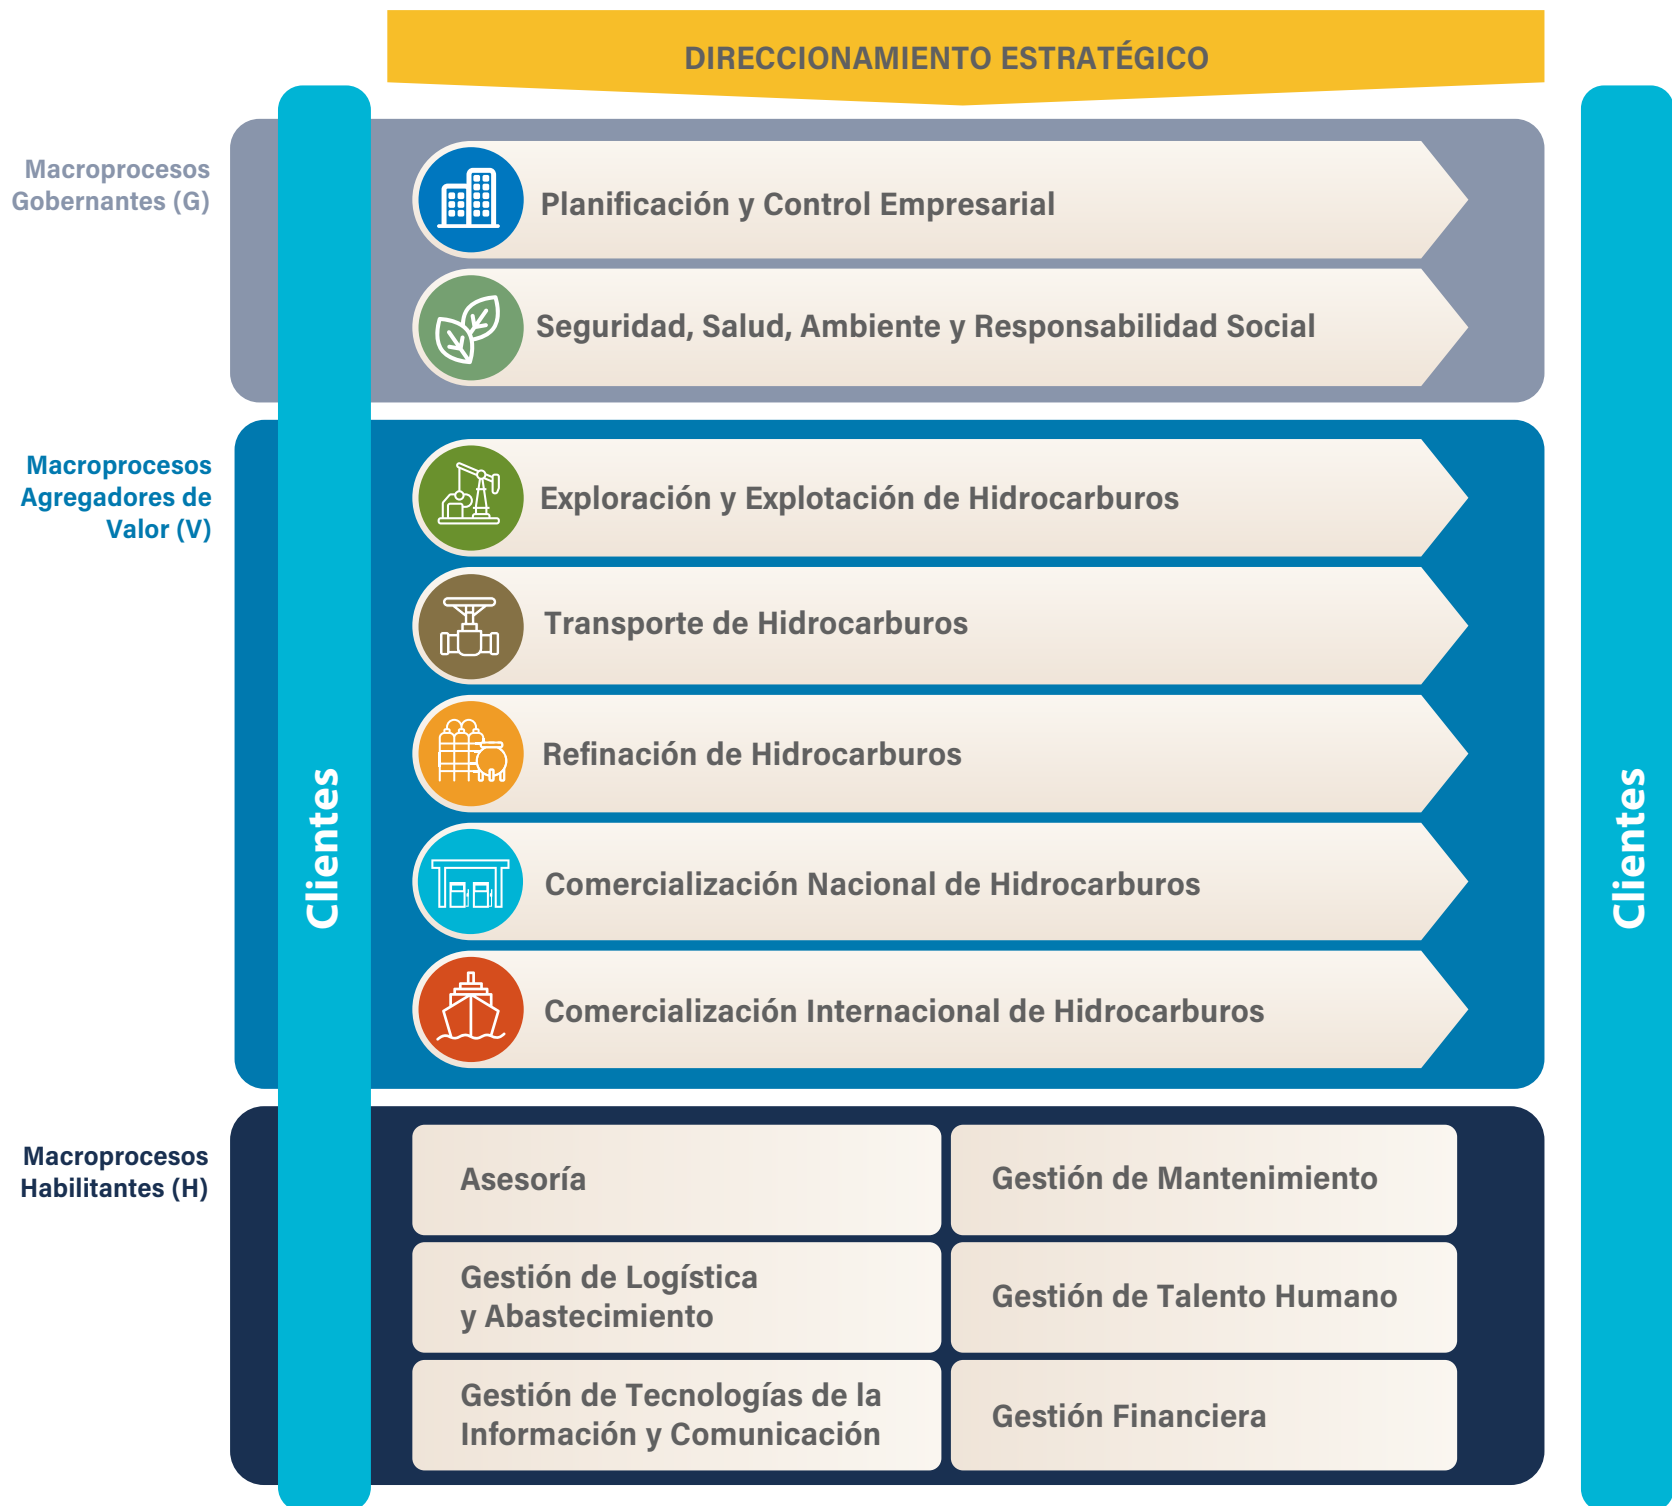 DIRECCIONAMIENTO ESTRATÉGICO
Macroprocesos
Gobernantes (G)
Planificación y Control Empresarial
Seguridad, Salud, Ambiente y Responsabilidad Social
Macroprocesos
Agregadores de
Valor (V)
Exploración y Explotación de Hidrocarburos
Transporte de Hidrocarburos
Refinación de Hidrocarburos
Comercialización Nacional de Hidrocarburos
Comercialización Internacional de Hidrocarburos
Clientes
Clientes
Macroprocesos
Habilitantes (H)
Asesoría
Gestión de Mantenimiento
Gestión de Logística
y Abastecimiento
Gestión de Talento Humano
Gestión de Tecnologías de la
Información y Comunicación
Gestión Financiera